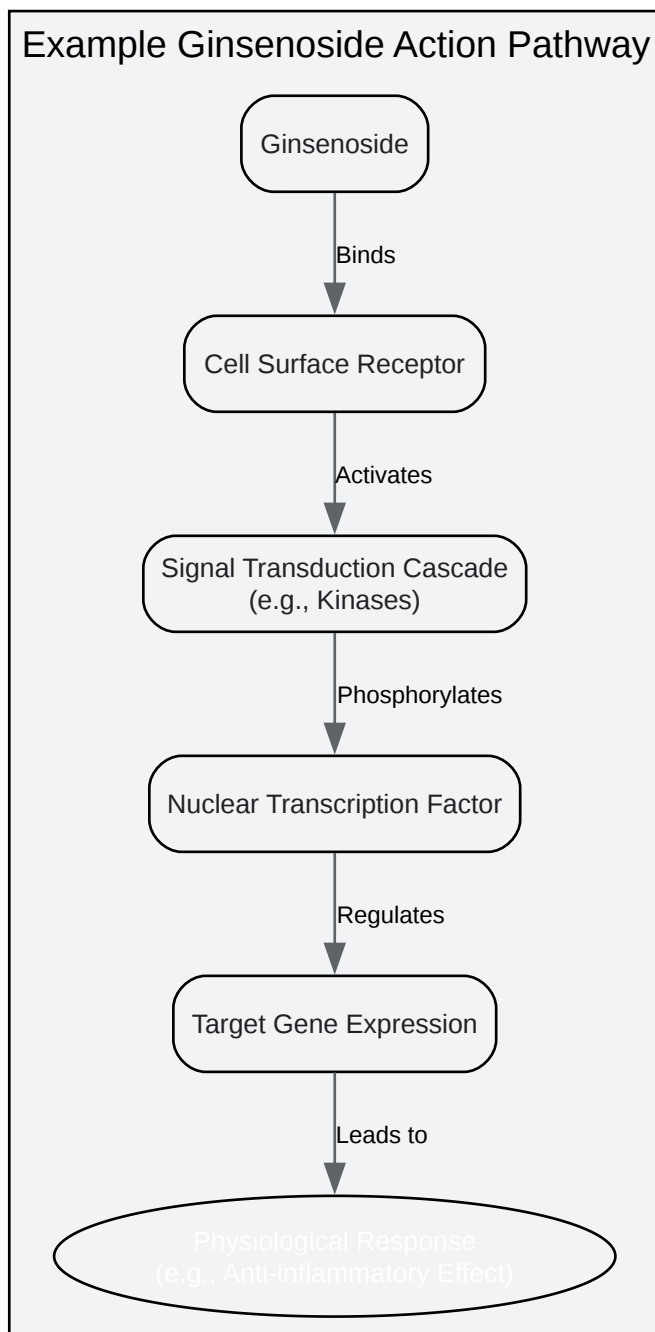 Example Ginsenoside Action Pathway
Ginsenoside
Binds
Cell Surface Receptor
Activates
Signal Transduction Cascade
(e.g., Kinases)
Phosphorylates
Nuclear Transcription Factor
Regulates
Target Gene Expression
Leads to
Physiological Response
(e.g., Anti-inflammatory Effect)